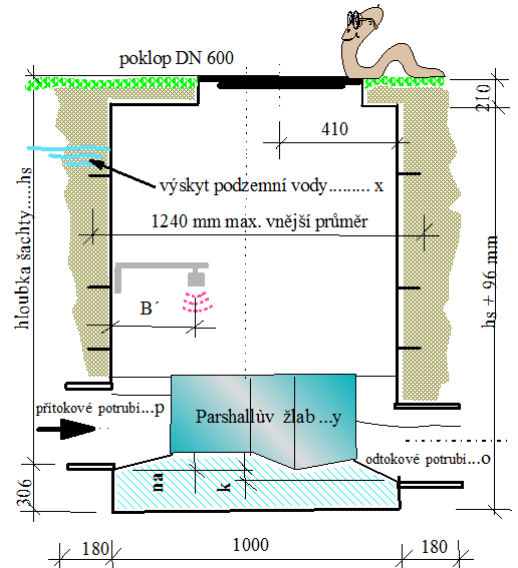 poklop DN 600
210
410
výskyt podzemní vody......... x
1240 mm max. vnější průměr
hloubka šachty.....hs
hs + 96 mm
B´
přítokové potrubí...p
Parshallùv žlab ..y
odtokové potrubí...o
na
k
306
180
1000
180